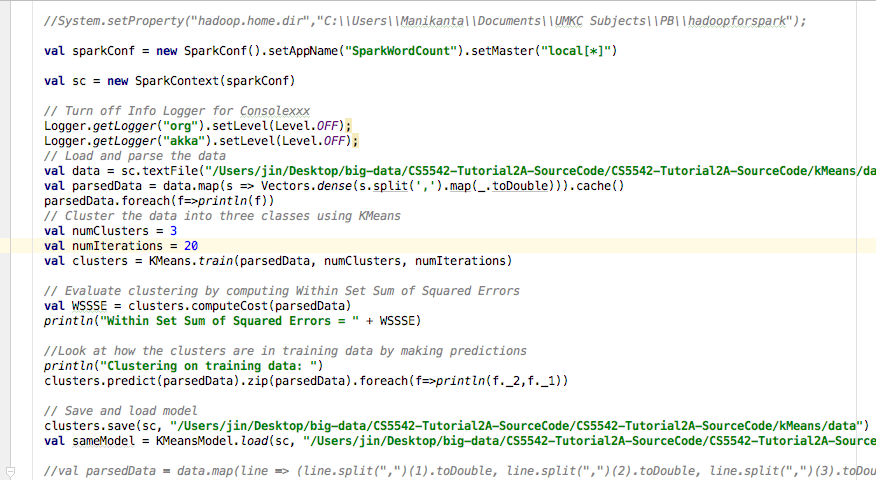 //System.setProperty("hadoop.home.dir","C:\\Users\\Manikanta\\Documents\\UMKC Subjects\\PB\\hadoopforspark");
val sparkConf = new SparkConf().setAppName("SparkWordCount").setMaster("local[*]")
val sc = new SparkContext(sparkConf)
// Turn off Info Logger for Consolexxx
Logger.getLogger("org").setLevel(Level.OFF);
Logger.getLogger("akka").setLevel(Level.OFF);
// Load and parse the data
val data = sc.textFile("/Users/jin/Desktop/big-data/CS5542-Tutorial2A-SourceCode/CS5542-Tutorial2A-SourceCode/kMeans/da
val parsedData = data.map(s => Vectors.dense(s.split(',').map(_.toDouble))).cache()
parsedData.foreach(f=>println(f))
// Cluster the data into three classes using KMeans
val numClusters = 3
val numIterations = 20
val clusters = KMeans.train(parsedData, numClusters, numIterations)
// Evaluate clustering by computing Within Set Sum of Squared Errors
val WSSSE = clusters.computeCost(parsedData)
println("Within Set Sum of Squared Errors = " + WSSSE)
//Look at how the clusters are in training data by making predictions
println("Clustering on training data: ")
clusters.predict(parsedData).zip(parsedData).foreach(f=>println(f._2,f._1))
// Save and load model
clusters.save(sc, "/Users/jin/Desktop/big-data/CS5542-Tutorial2A-SourceCode/CS5542-Tutorial2A-SourceCode/kMeans/data")
val sameModel = KMeansModel.load(sc, "/Users/jin/Desktop/big-data/CS5542-Tutorial2A-SourceCode/CS5542-Tutorial2A-Source
//val parsedData = data.map(line => (line.split(",")(1).toDouble, line.split(",")(2).toDouble, line.split(",")(3).toDou